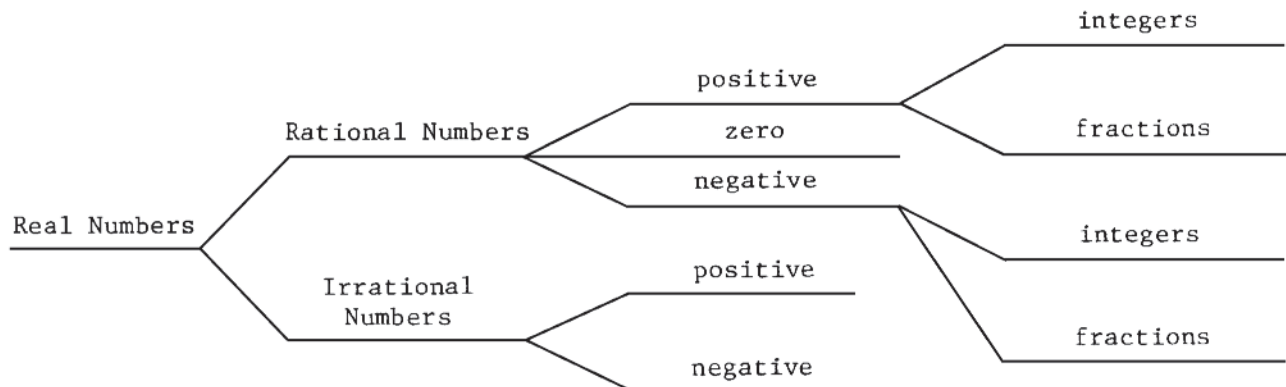 integers
positive
Rational Numbers
zero
fractions
negative
Real Numbers
integers
Irrational
Numbers
positive
fractions
negative